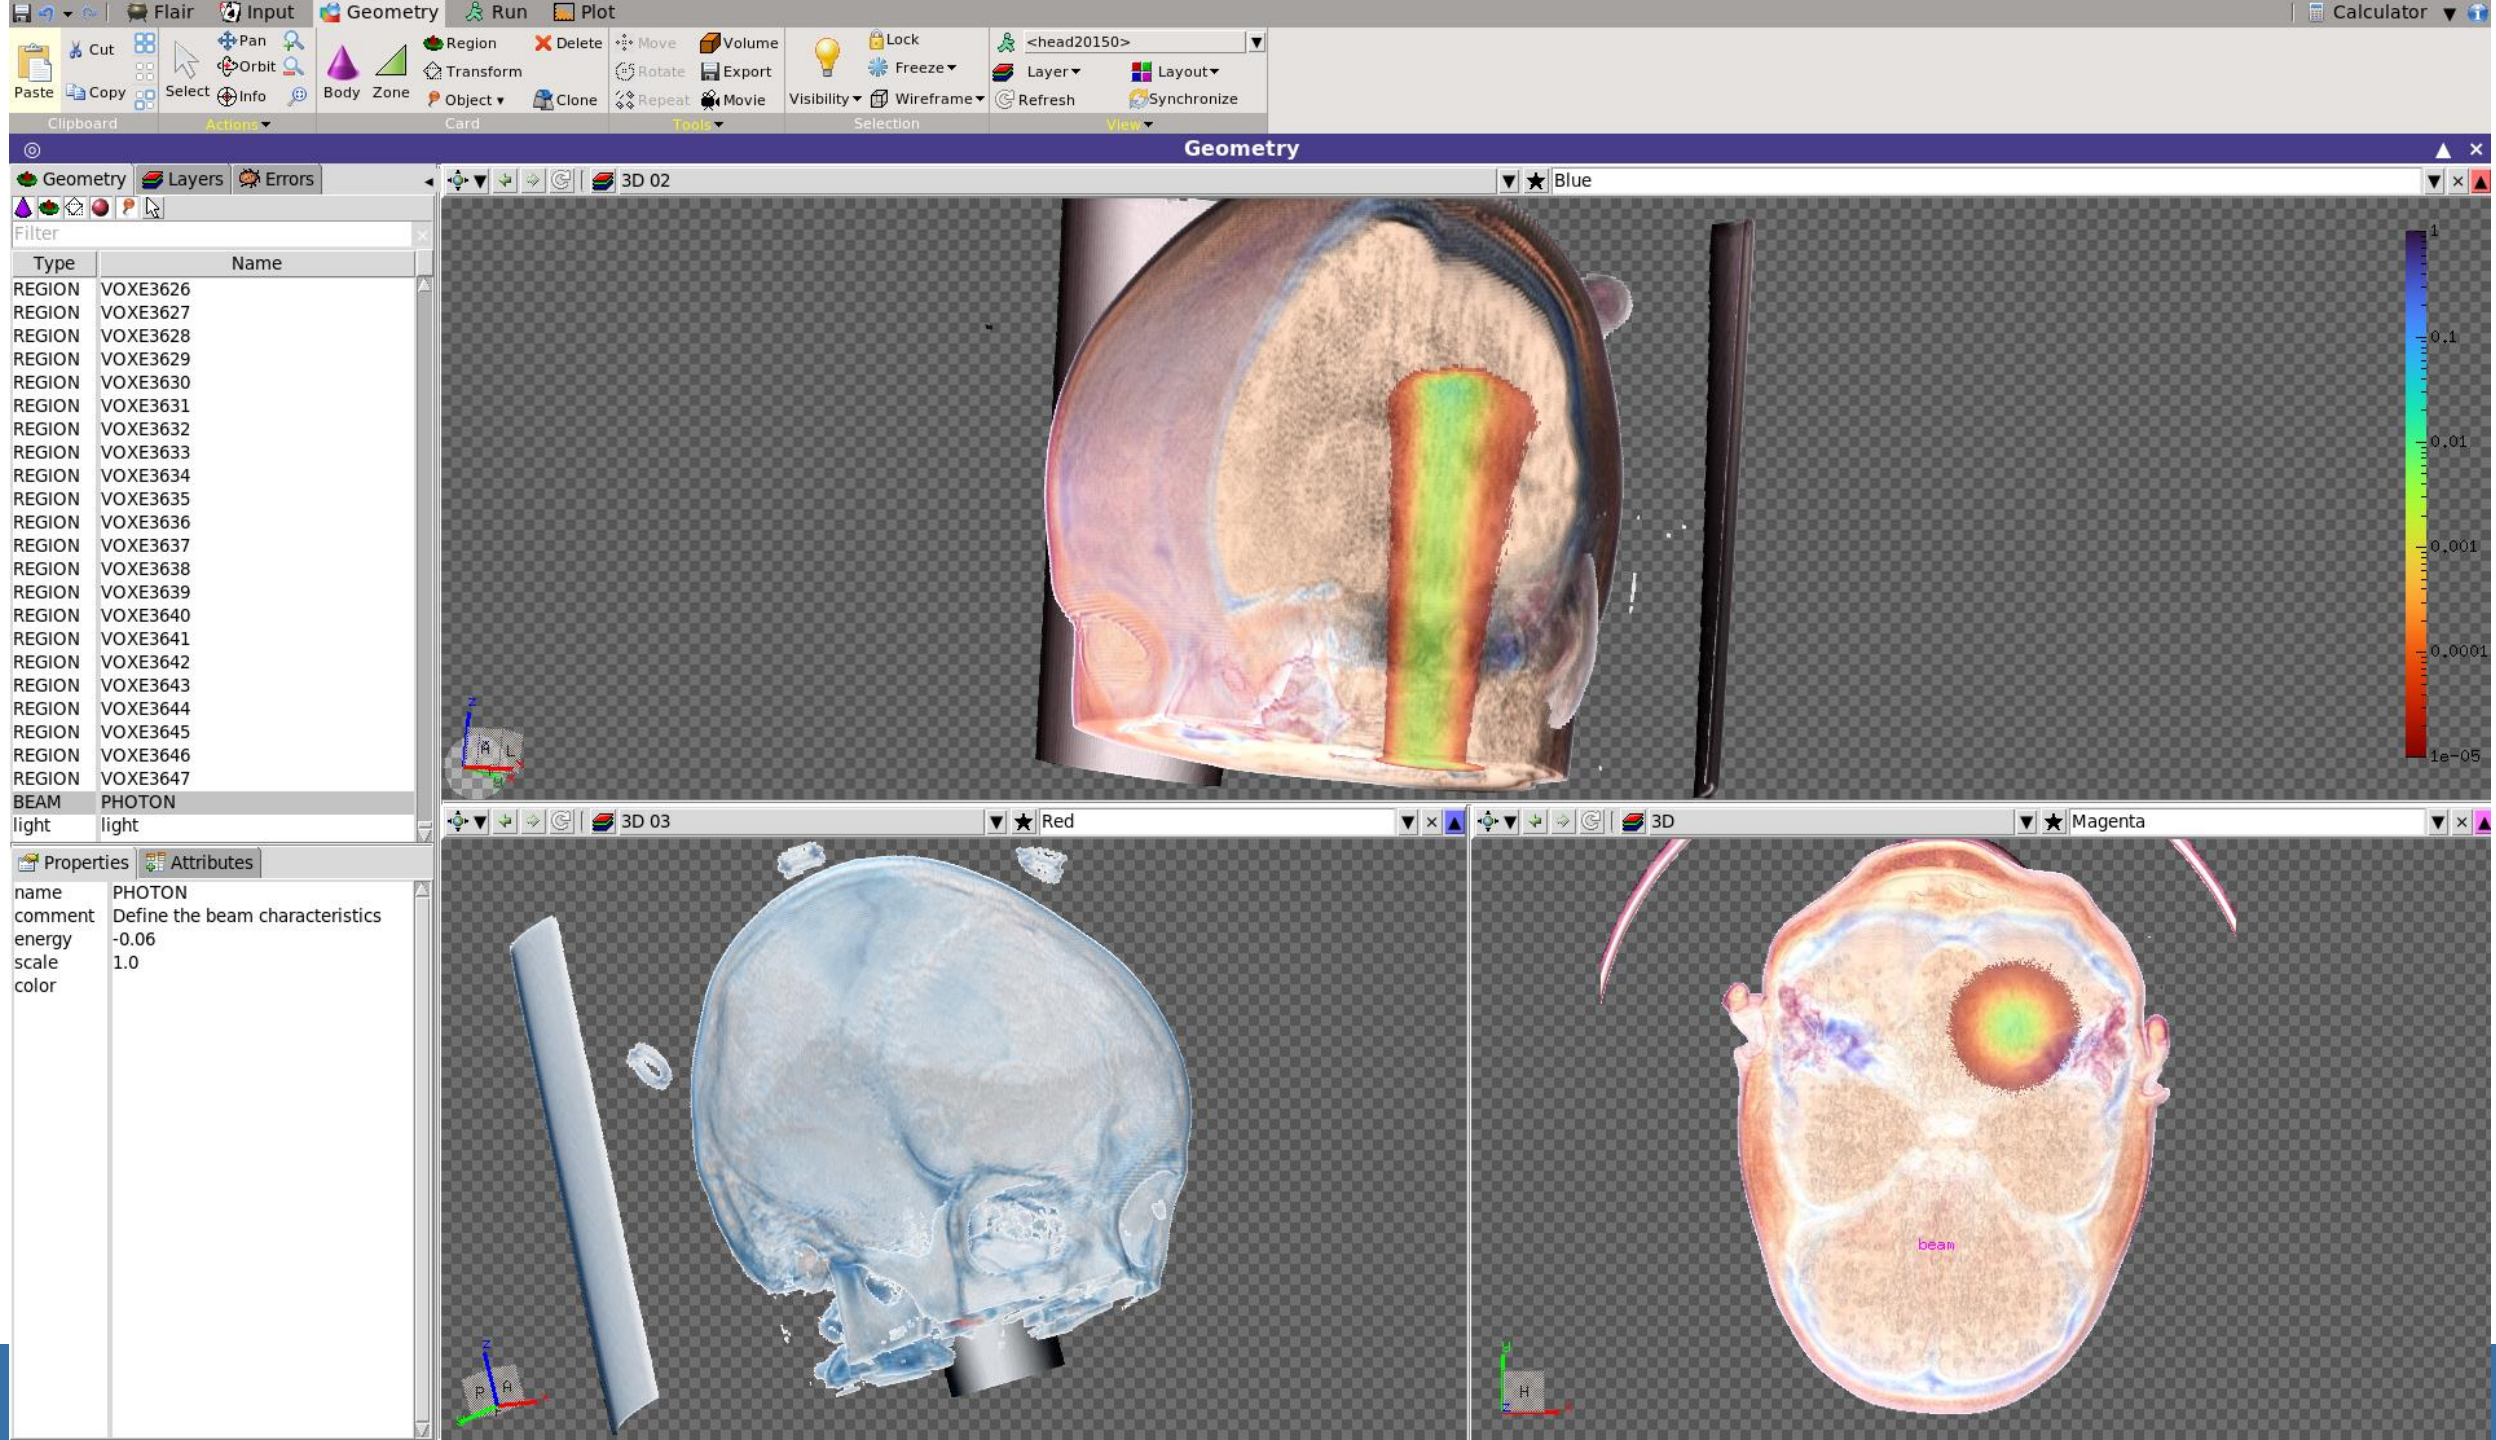 Flair Input Geometry Run Plot Calculator
Paste Cut Copy Clipboard
Select Pan Orbit Info Actions
Body Zone Region Transform Object Delete Clone Card
Move Rotate Repeat Volume Export Movie Tools
Visibility Lock Freeze Wireframe Selection
<head20150> Layer Layout Refresh Synchronize View
Geometry
Geometry Layers Errors
Filter
Type Name
REGION VOXE3626
REGION VOXE3627
REGION VOXE3628
REGION VOXE3629
REGION VOXE3630
REGION VOXE3631
REGION VOXE3632
REGION VOXE3633
REGION VOXE3634
REGION VOXE3635
REGION VOXE3636
REGION VOXE3637
REGION VOXE3638
REGION VOXE3639
REGION VOXE3640
REGION VOXE3641
REGION VOXE3642
REGION VOXE3643
REGION VOXE3644
REGION VOXE3645
REGION VOXE3646
REGION VOXE3647
BEAM PHOTON
light light
Properties Attributes
name PHOTON
comment Define the beam characteristics
energy -0.06
scale 1.0
color
3D 02 Blue
1
0.1
0.01
0.001
0.0001
1e-05
z
A L
x
y
3D 03 Red
z
P A
x
y
3D Magenta
beam
y
H
z x